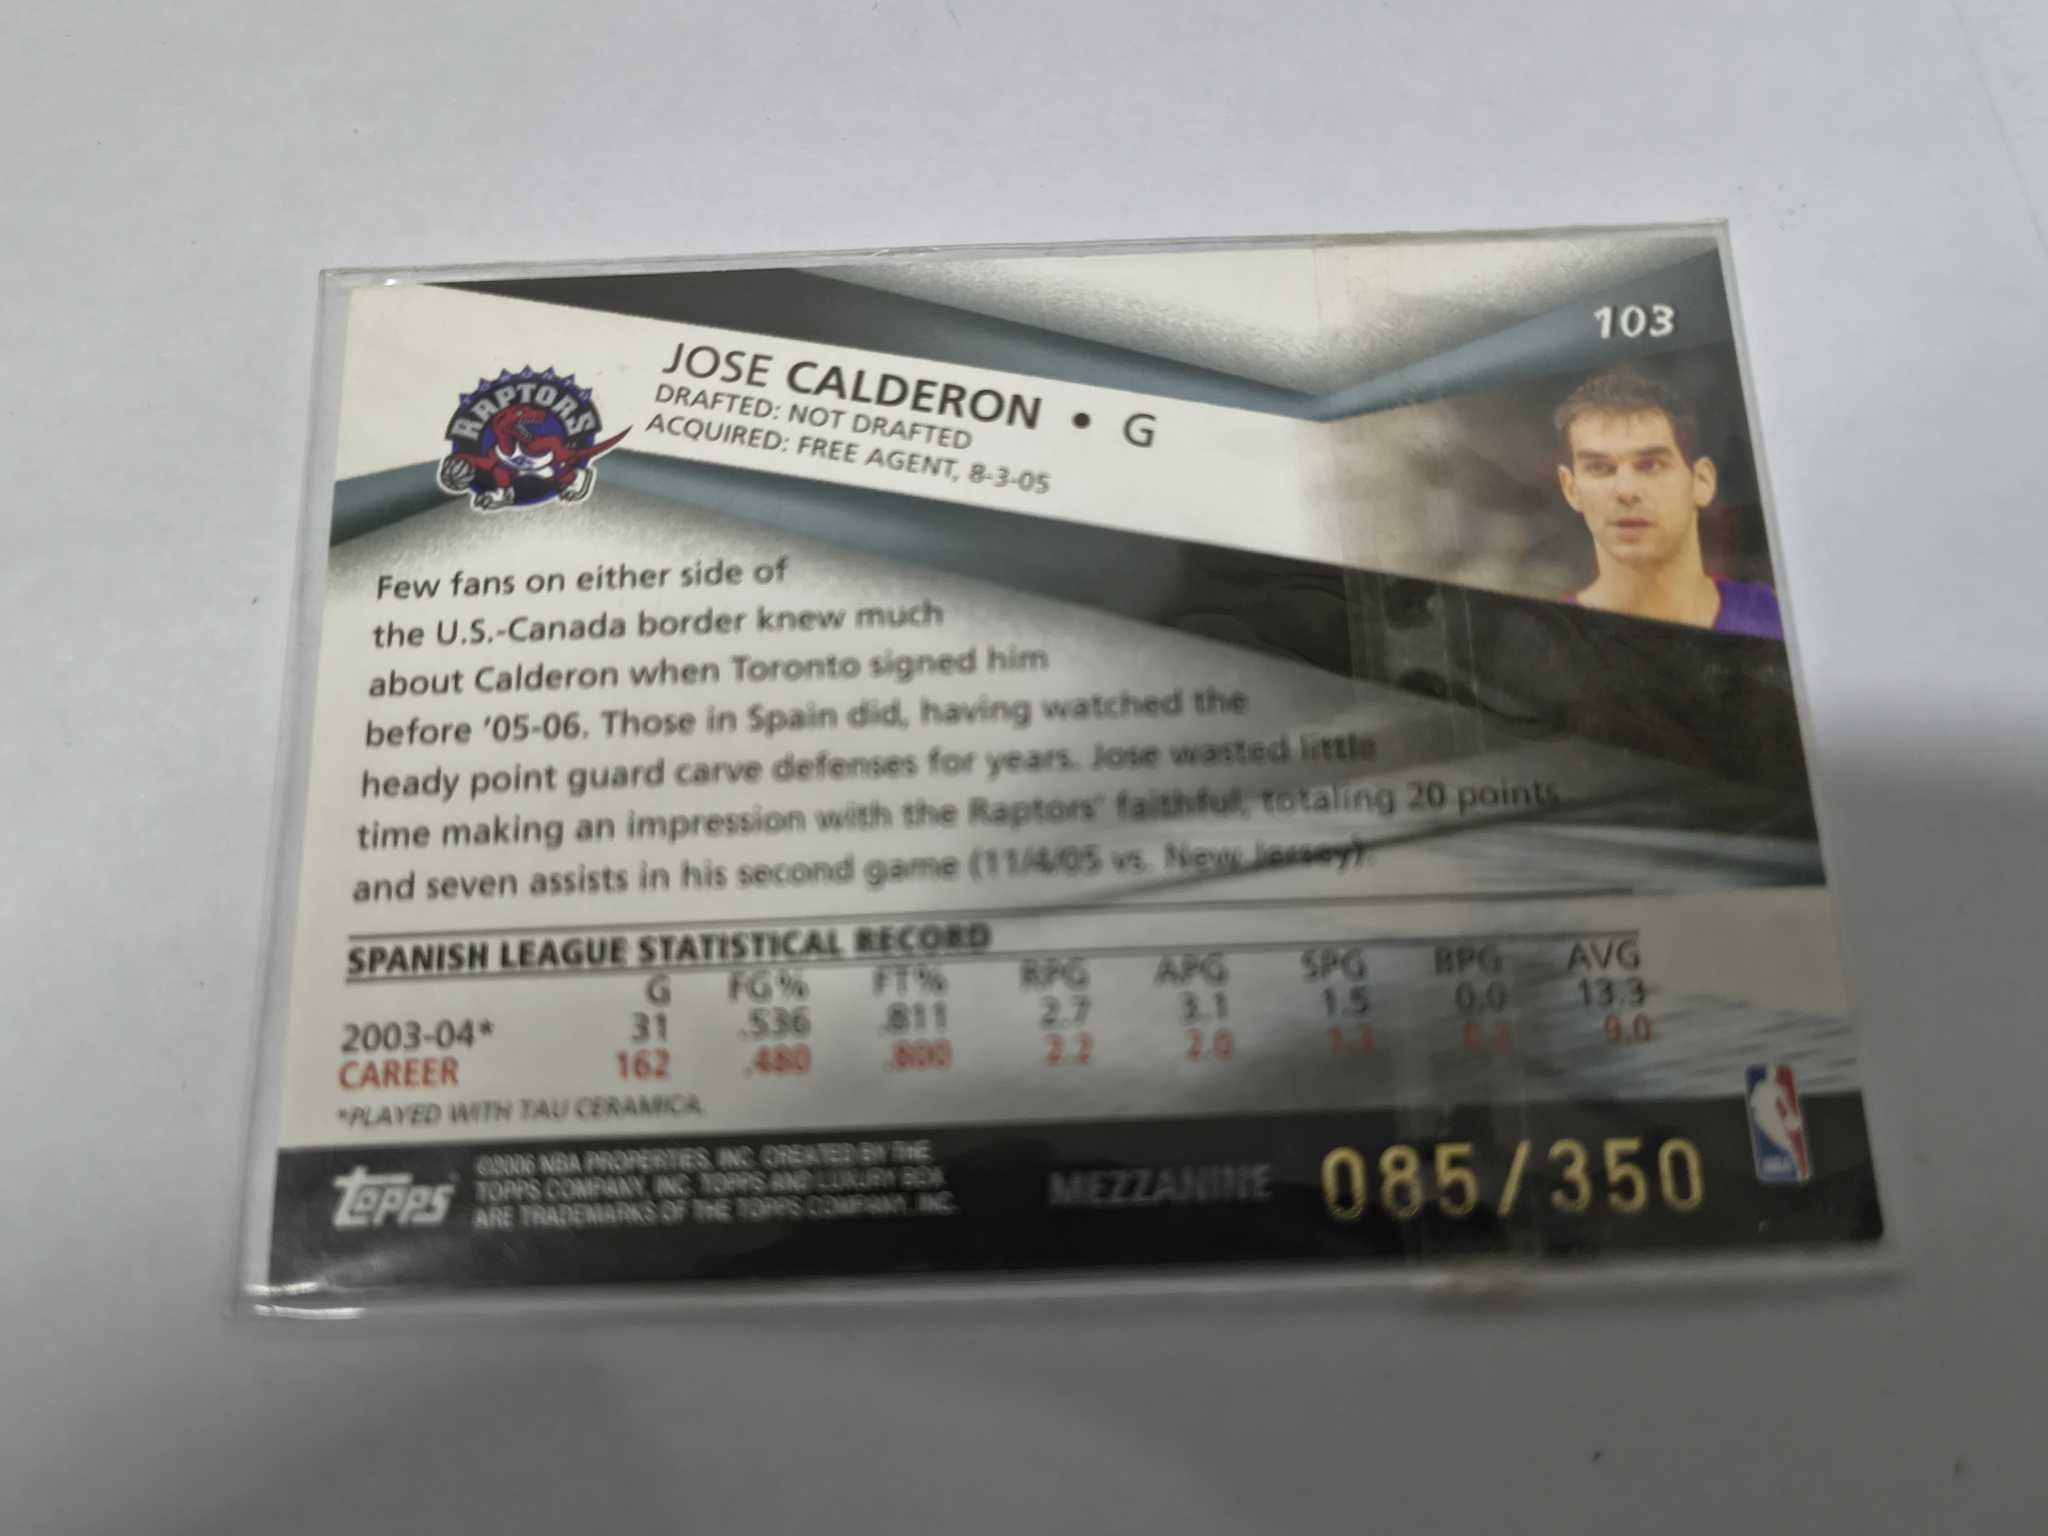 103
RAPTORS
JOSE CALDERON • G
DRAFTED: NOT DRAFTED
ACQUIRED: FREE AGENT, 8-3-05
Few fans on either side of
the U.S.-Canada border knew much
about Calderon when Toronto signed him
before '05-06. Those in Spain did, having watched the
heady point guard carve defenses for years. Jose wasted little
time making an impression with the Raptors' faithful, totaling 20 points
and seven assists in his second game (11/4/05 vs. New Jersey).
SPANISH LEAGUE STATISTICAL RECORD
G FG% FT% RPG APG SPG BPG AVG
2003-04* 31 .536 .811 2.7 3.1 1.5 0.0 13.3
CAREER 162 .480 .800 2.2 2.0 9.0
*PLAYED WITH TAU CERAMICA.
Topps
©2006 NBA PROPERTIES, INC. CREATED BY THE
TOPPS COMPANY, INC. TOPPS AND LUXURY BOX
ARE TRADEMARKS OF THE TOPPS COMPANY, INC.
MEZZANINE 085/350